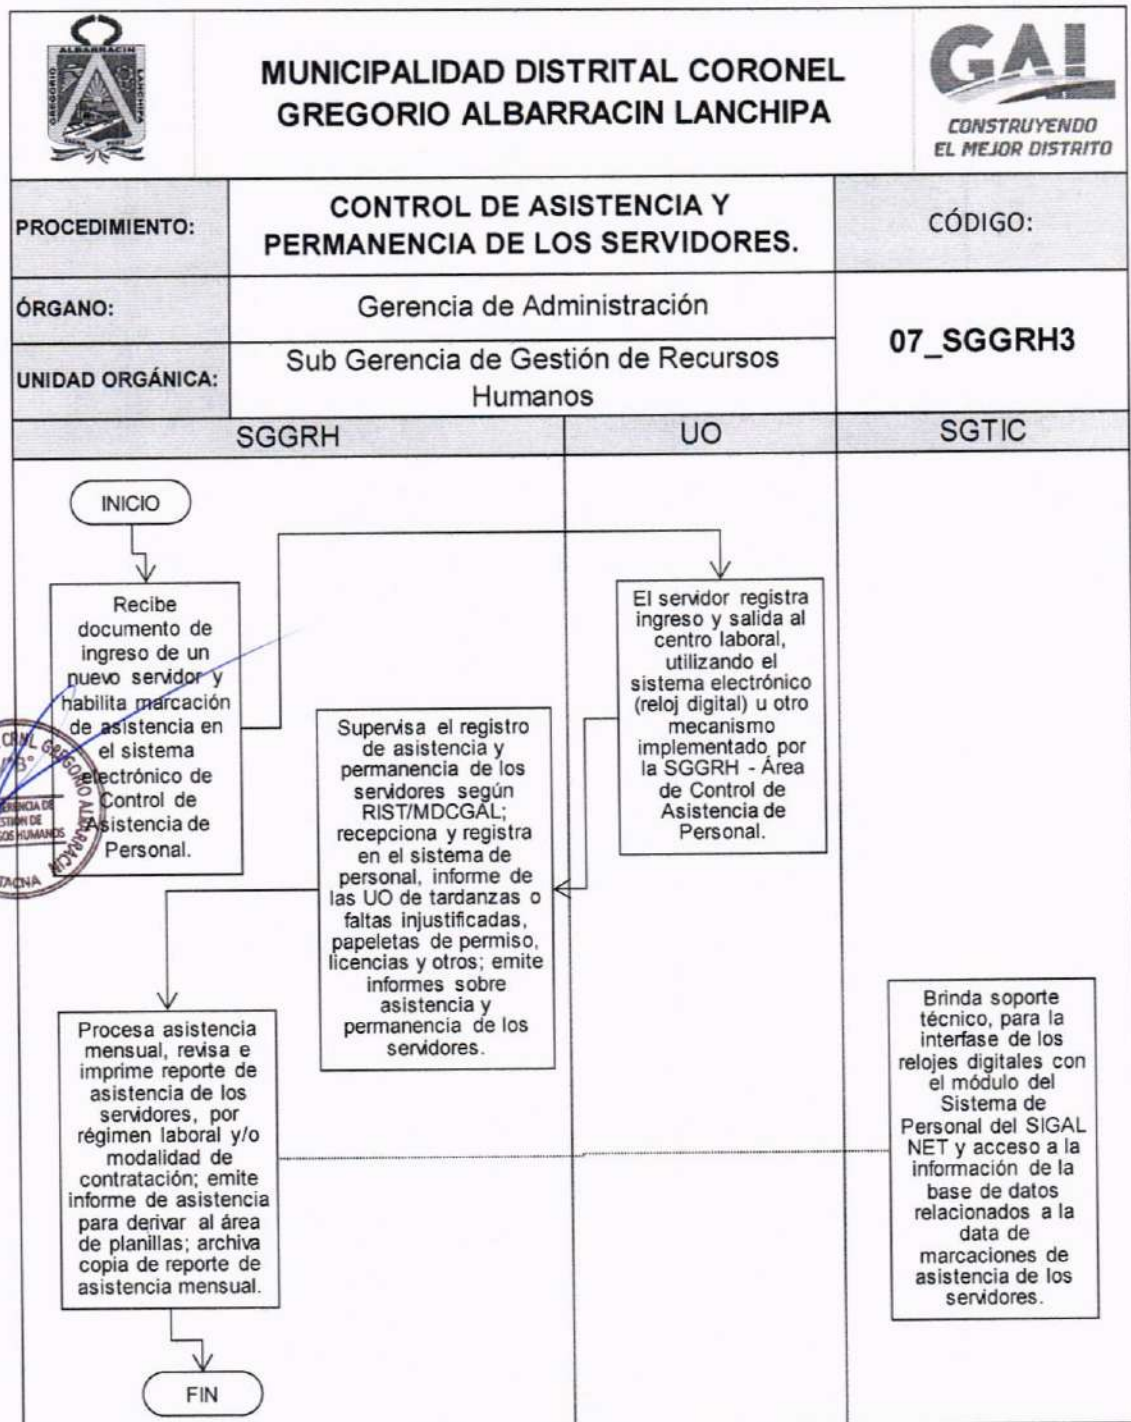 ALBARRACIN
GREGORIO
LANCHIPA
MUNICIPALIDAD DISTRITAL CORONEL
GREGORIO ALBARRACIN LANCHIPA
GAL
CONSTRUYENDO
EL MEJOR DISTRITO
PROCEDIMIENTO:
CONTROL DE ASISTENCIA Y
PERMANENCIA DE LOS SERVIDORES.
CÓDIGO:
ÓRGANO:
Gerencia de Administración
07_SGGRH3
UNIDAD ORGÁNICA:
Sub Gerencia de Gestión de Recursos
Humanos
SGGRH
UO
SGTIC
INICIO
Recibe
documento de
ingreso de un
nuevo servidor y
habilita marcación
de asistencia en
el sistema
electrónico de
Control de
Asistencia de
Personal.
El servidor registra
ingreso y salida al
centro laboral,
utilizando el
sistema electrónico
(reloj digital) u otro
mecanismo
implementado por
la SGGRH - Área
de Control de
Asistencia de
Personal.
Supervisa el registro
de asistencia y
permanencia de los
servidores según
RIST/MDCGAL;
recepciona y registra
en el sistema de
personal, informe de
las UO de tardanzas o
faltas injustificadas,
papeletas de permiso,
licencias y otros; emite
informes sobre
asistencia y
permanencia de los
servidores.
Procesa asistencia
mensual, revisa e
imprime reporte de
asistencia de los
servidores, por
régimen laboral y/o
modalidad de
contratación; emite
informe de asistencia
para derivar al área
de planillas; archiva
copia de reporte de
asistencia mensual.
Brinda soporte
técnico, para la
interfase de los
relojes digitales con
el módulo del
Sistema de
Personal del SIGAL
NET y acceso a la
información de la
base de datos
relacionados a la
data de
marcaciones de
asistencia de los
servidores.
FIN
GREGORIO ALBARRACIN
HUMANOS
TACNA